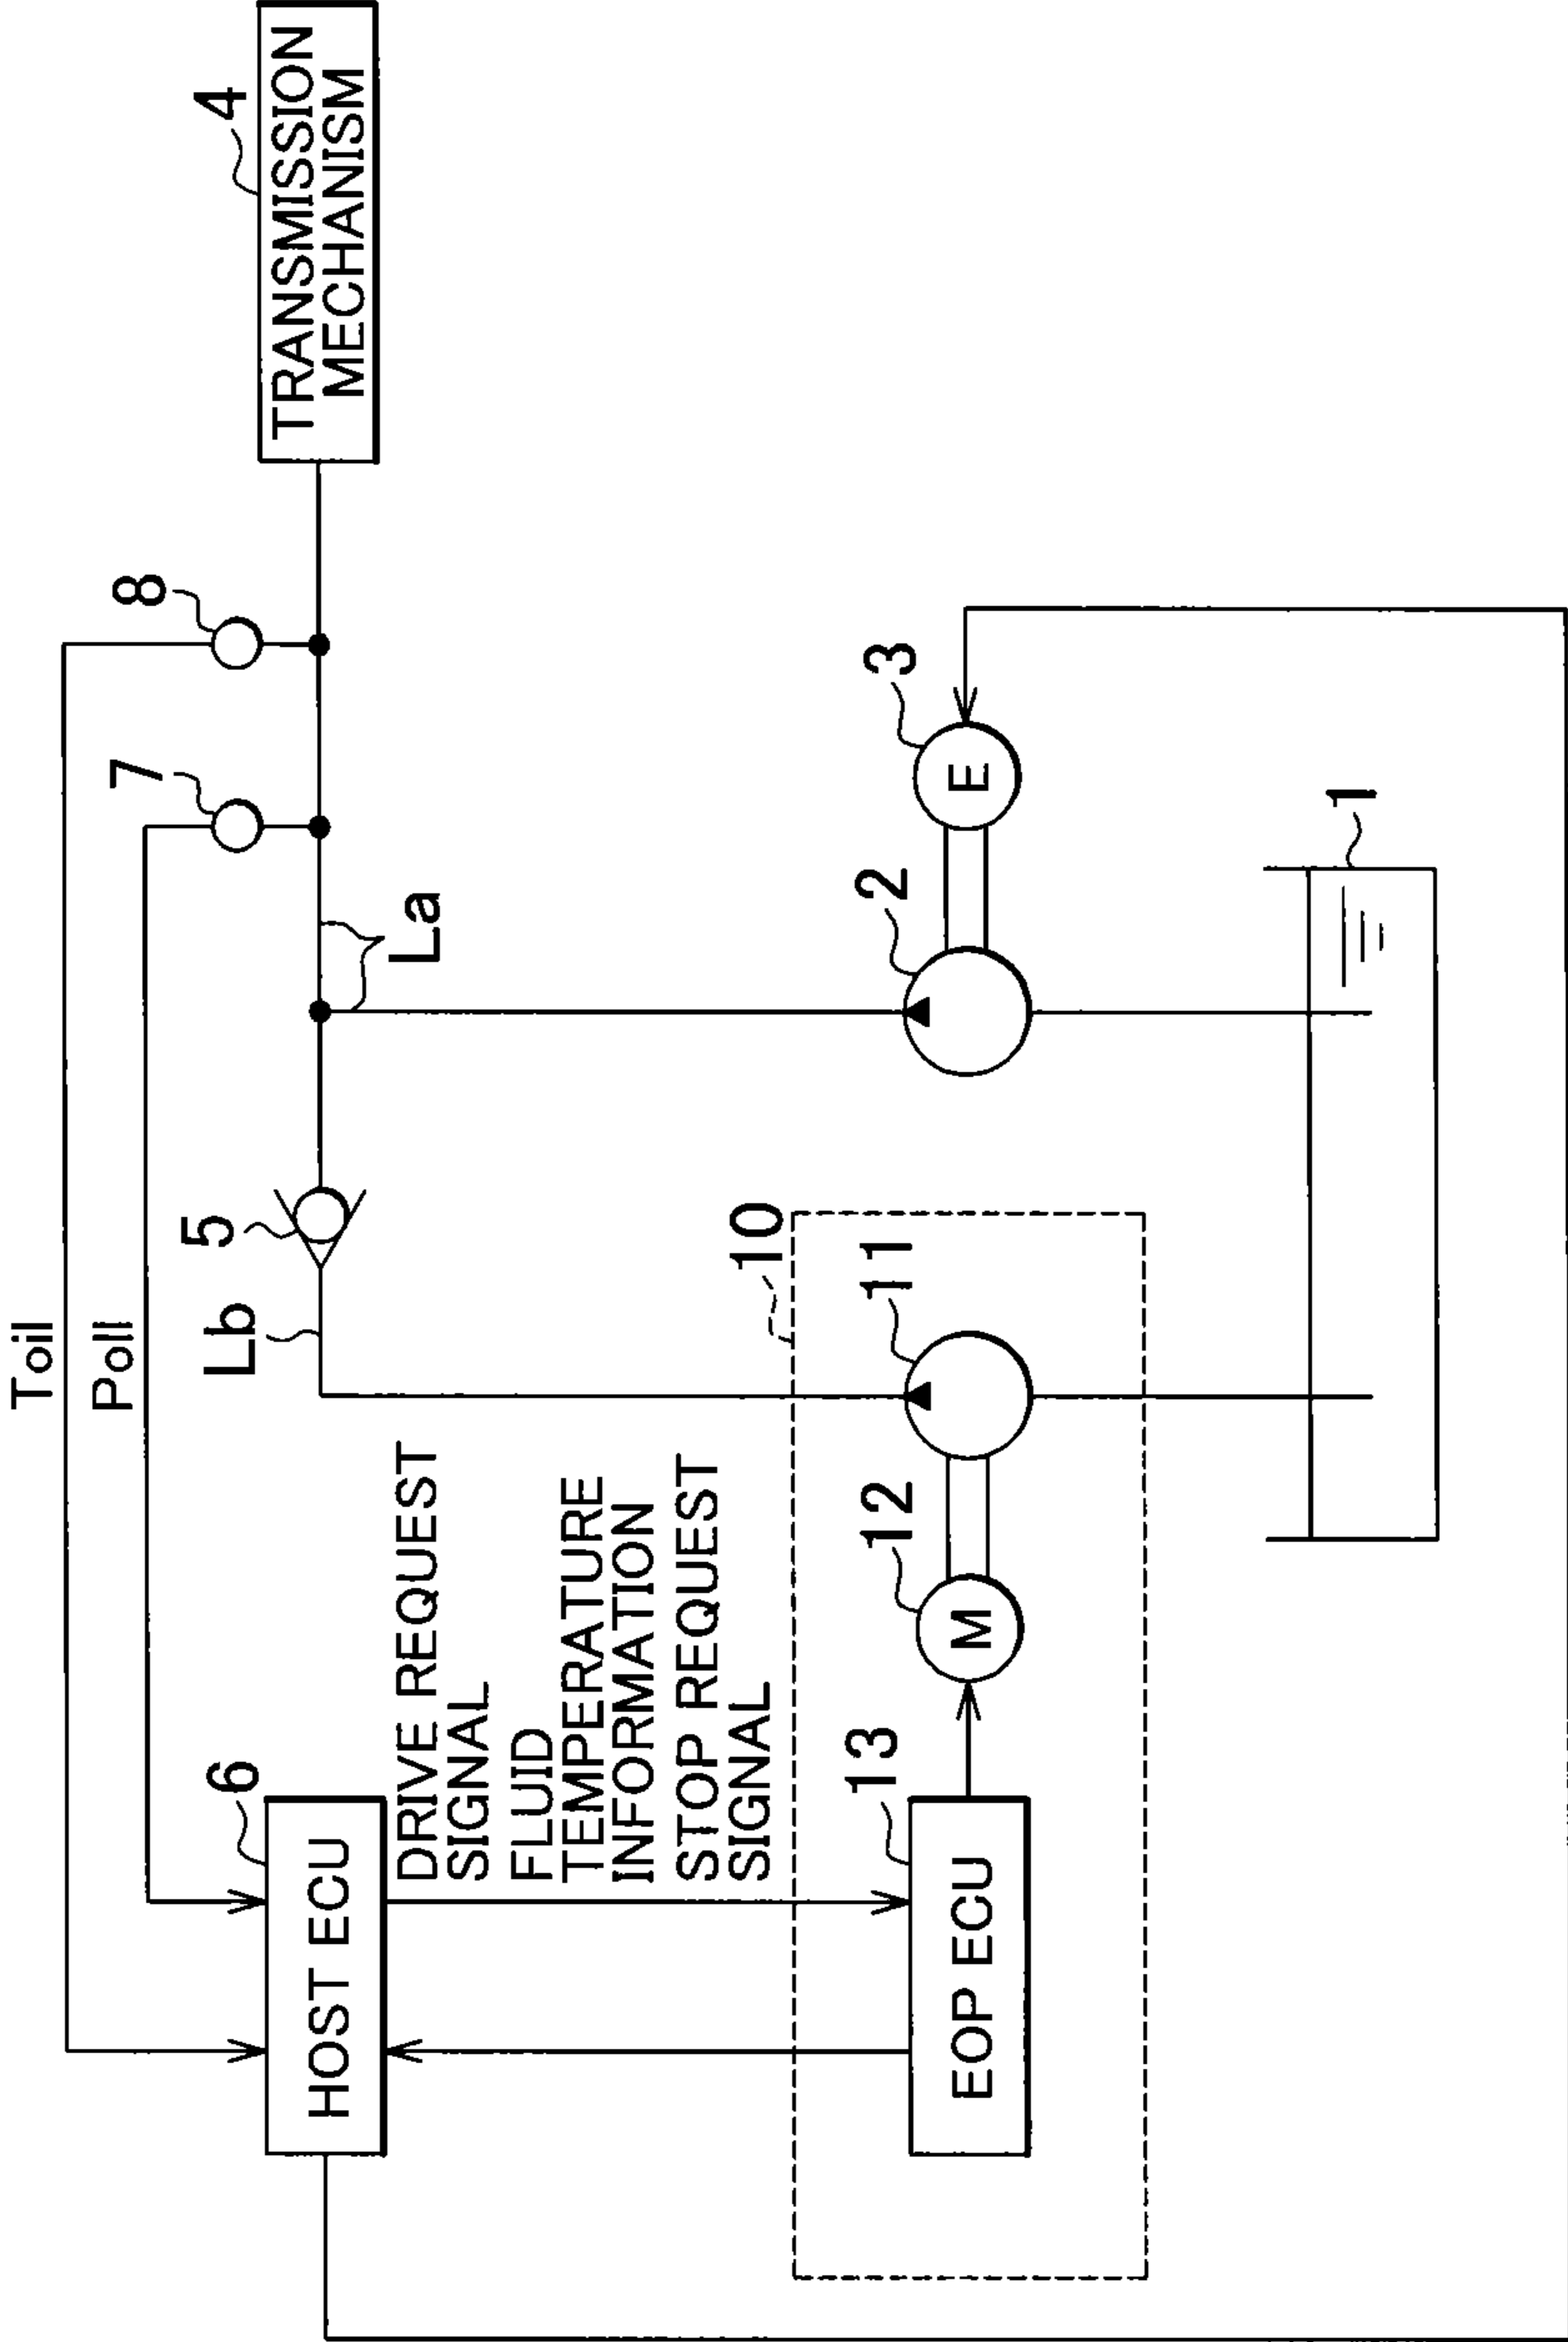 Toil
Poil
7
8
6
Lb
5
4
HOST ECU
TRANSMISSION
MECHANISM
La
DRIVE REQUEST
SIGNAL
FLUID
TEMPERATURE
INFORMATION
STOP REQUEST
SIGNAL
10
13
12
11
2
3
EOP ECU
M
E
1